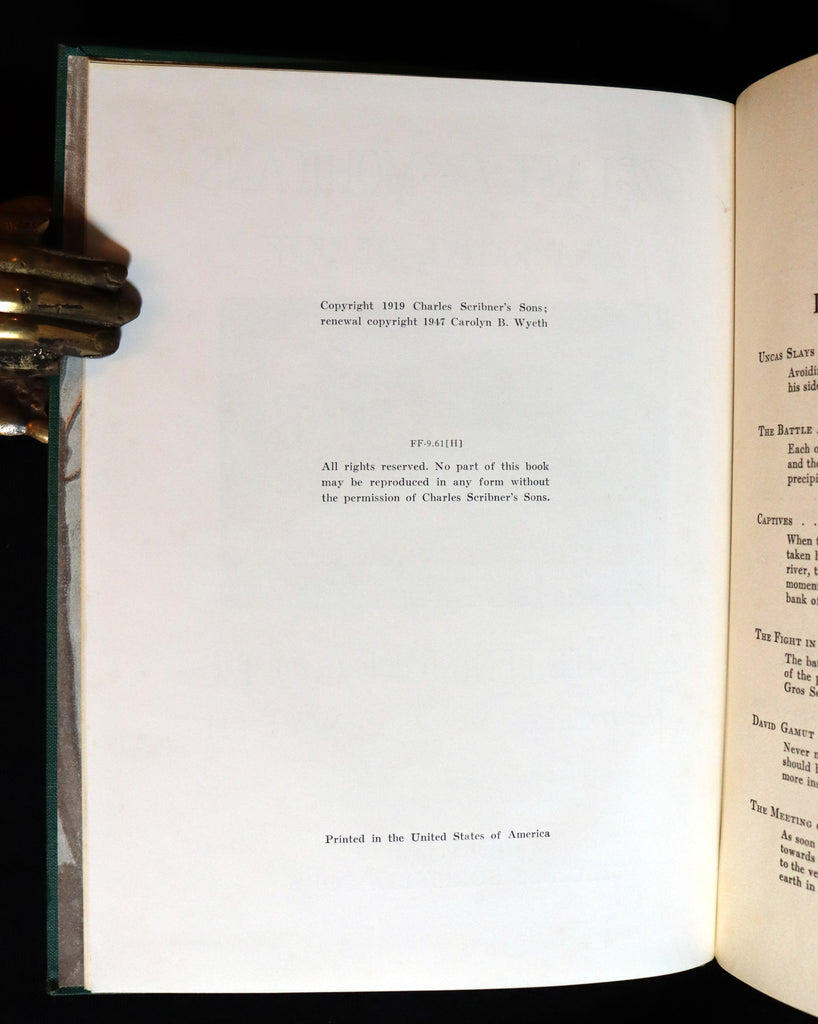 Copyright 1919 Charles Scribner's Sons;
renewal copyright 1947 Carolyn B. Wyeth
FF-9.61[H]
All rights reserved. No part of this book
may be reproduced in any form without
the permission of Charles Scribner's Sons.
Printed in the United States of America
Uncas Slays
his
The Battle .
Each
and
Captives . .
When
taken
river,
bank
The Fight in
The
of the
Gros
David Gamut
Never
should
more
The Meeting
As soon
towards
to the
earth in